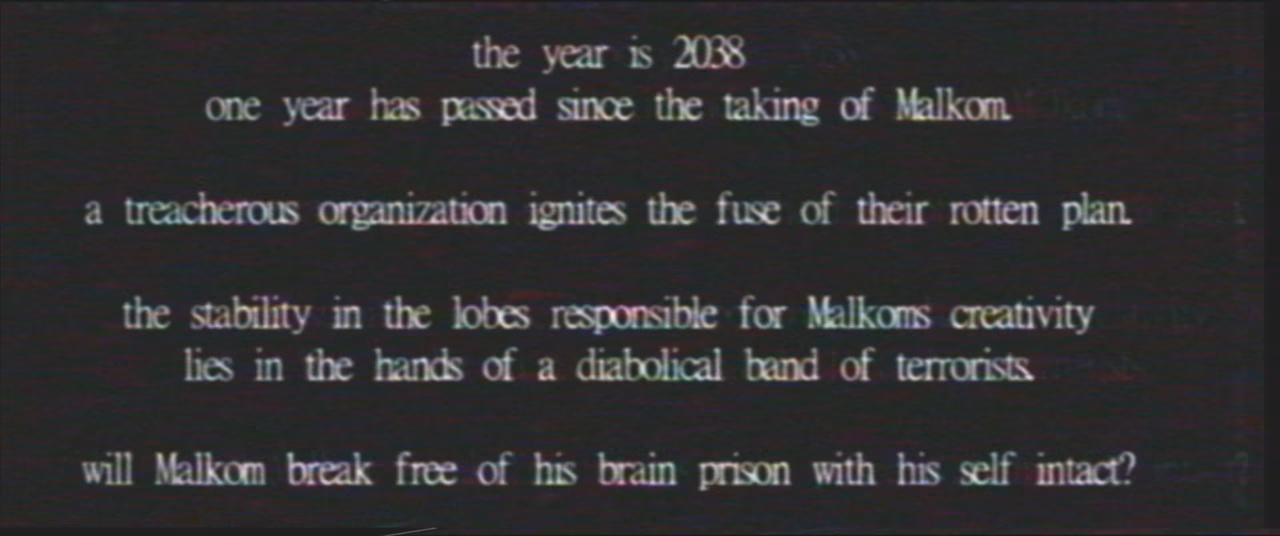 the year is 2038
one year has passed since the taking of Malkom.
a treacherous organization ignites the fuse of their rotten plan.
the stability in the lobes responsible for Malkoms creativity
lies in the hands of a diabolical band of terrorists.
will Malkom break free of his brain prison with his self intact?